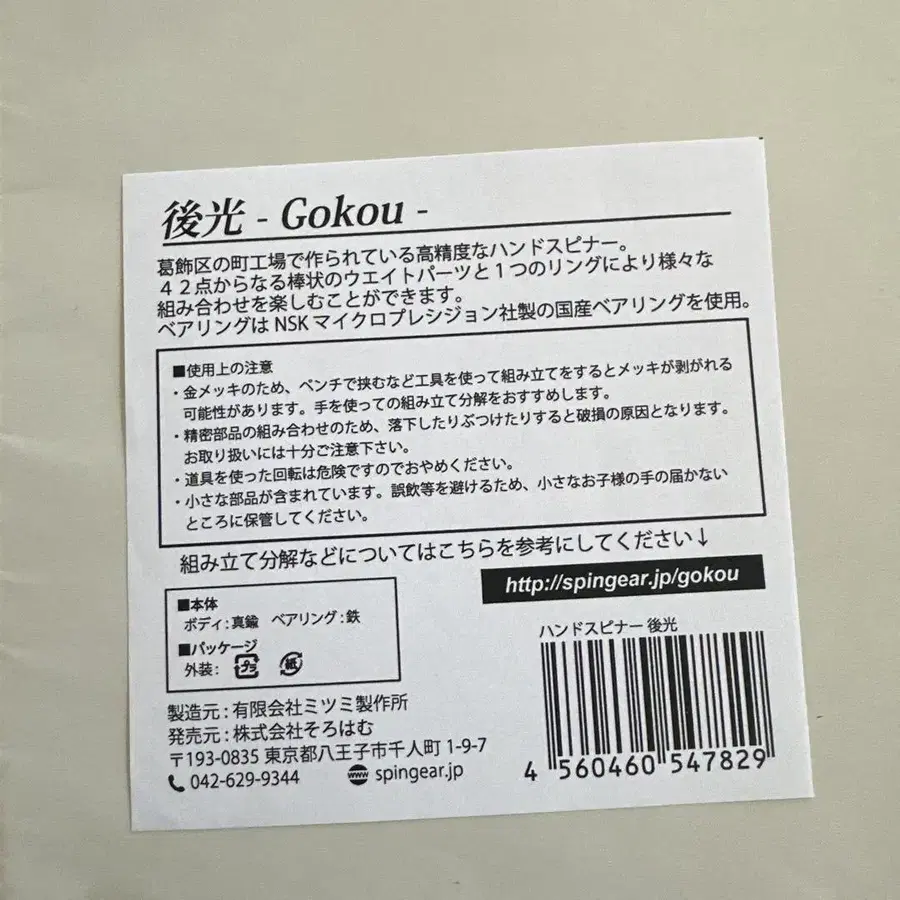 後光 - Gokou -
葛飾区の町工場で作られている高精度なハンドスピナー。
４２点からなる棒状のウエイトパーツと１つのリングにより様々な
組み合わせを楽しむことができます。
ベアリングは NSK マイクロプレシジョン社製の国産ベアリングを使用。
■使用上の注意
・金メッキのため、ペンチで挟むなど工具を使って組み立てをするとメッキが剥がれる
可能性があります。手を使っての組み立て分解をおすすめします。
・精密部品の組み合わせのため、落下したりぶつけたりすると破損の原因となります。
お取り扱いには十分ご注意下さい。
・道具を使った回転は危険ですのでおやめください。
・小さな部品が含まれています。誤飲等を避けるため、小さなお子様の手の届かない
ところに保管してください。
組み立て分解などについてはこちらを参考にしてください↓
http://spingear.jp/gokou
■本体
ボディ：真鍮　ベアリング：鉄
■パッケージ
外装： プラ 紙
製造元：有限会社ミツミ製作所
発売元：株式会社そろはむ
〒193-0835 東京都八王子市千人町 1-9-7
042-629-9344 www spingear.jp
ハンドスピナー 後光
4 560460 547829